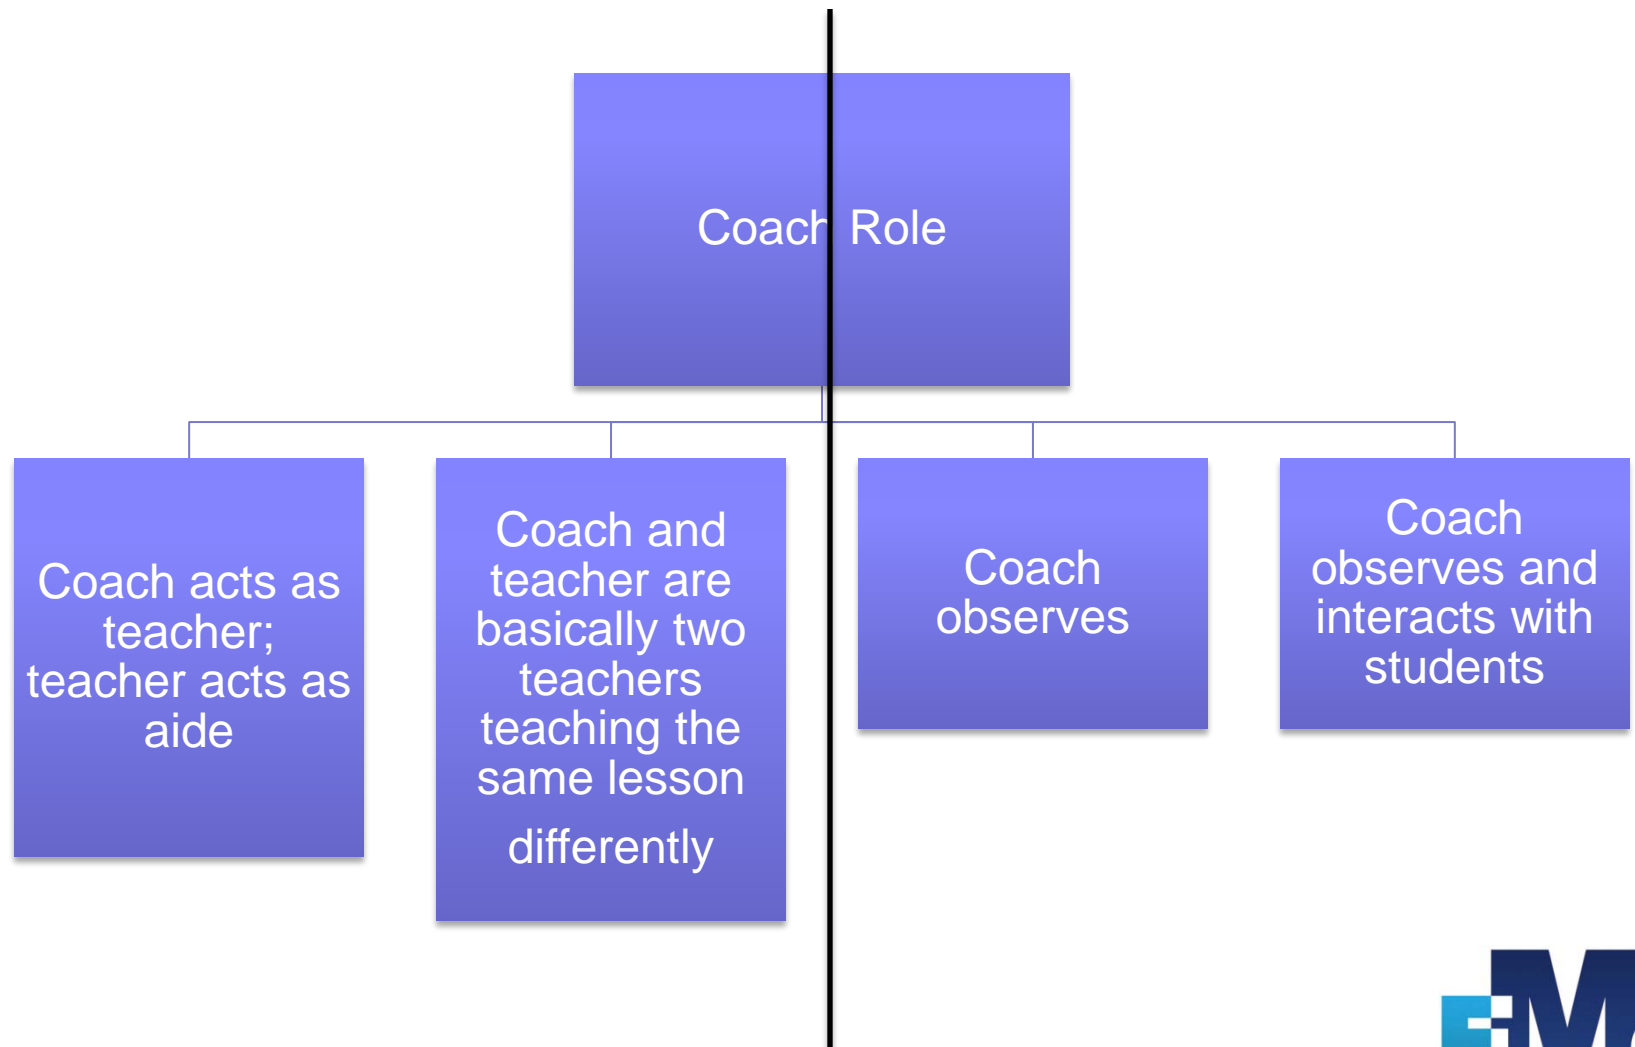 Coach Role
Coach acts as
teacher;
teacher acts as
aide
Coach and
teacher are
basically two
teachers
teaching the
same lesson
differently
Coach
observes
Coach
observes and
interacts with
students